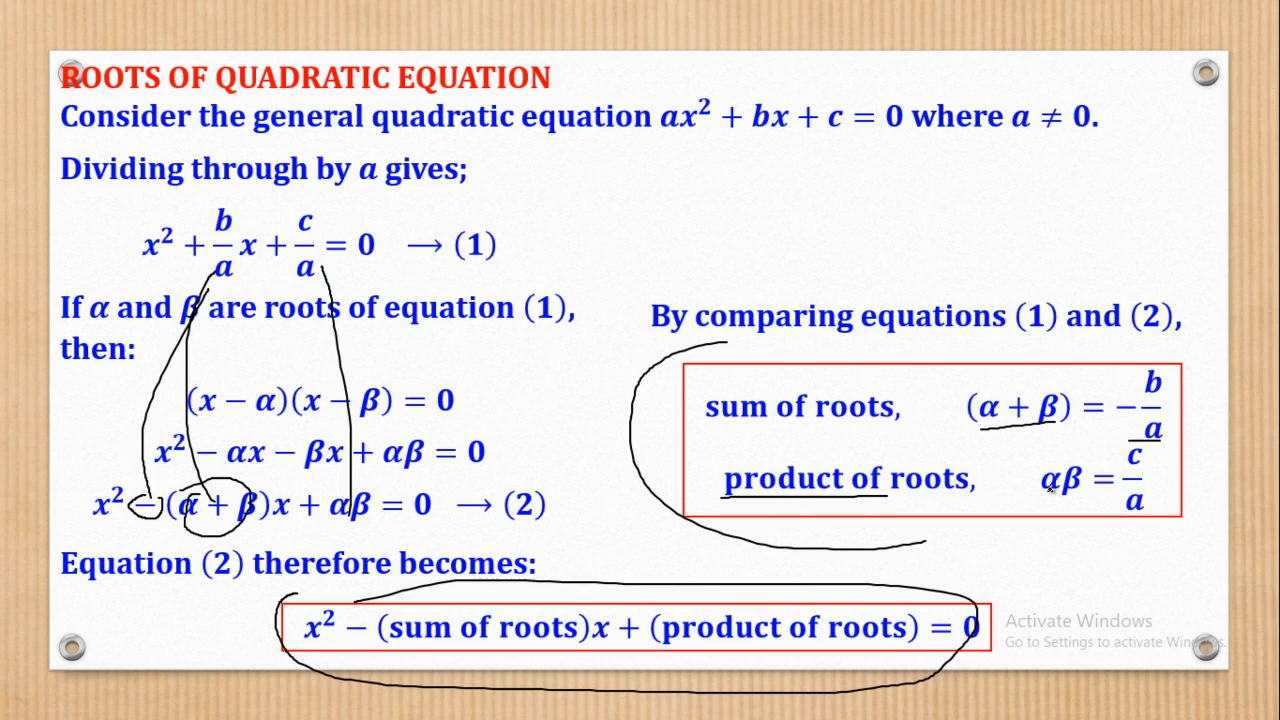 ROOTS OF QUADRATIC EQUATION
Consider the general quadratic equation ax² + bx + c = 0 where a ≠ 0.
Dividing through by a gives;
x² + b/a x + c/a = 0 → (1)
If α and β are roots of equation (1),
then:
(x − α)(x − β) = 0
x² − αx − βx + αβ = 0
x² − (α + β)x + αβ = 0 → (2)
By comparing equations (1) and (2),
sum of roots, (α + β) = − b/a
product of roots, αβ = c/a
Equation (2) therefore becomes:
x² − (sum of roots)x + (product of roots) = 0
Activate Windows
Go to Settings to activate Windows.